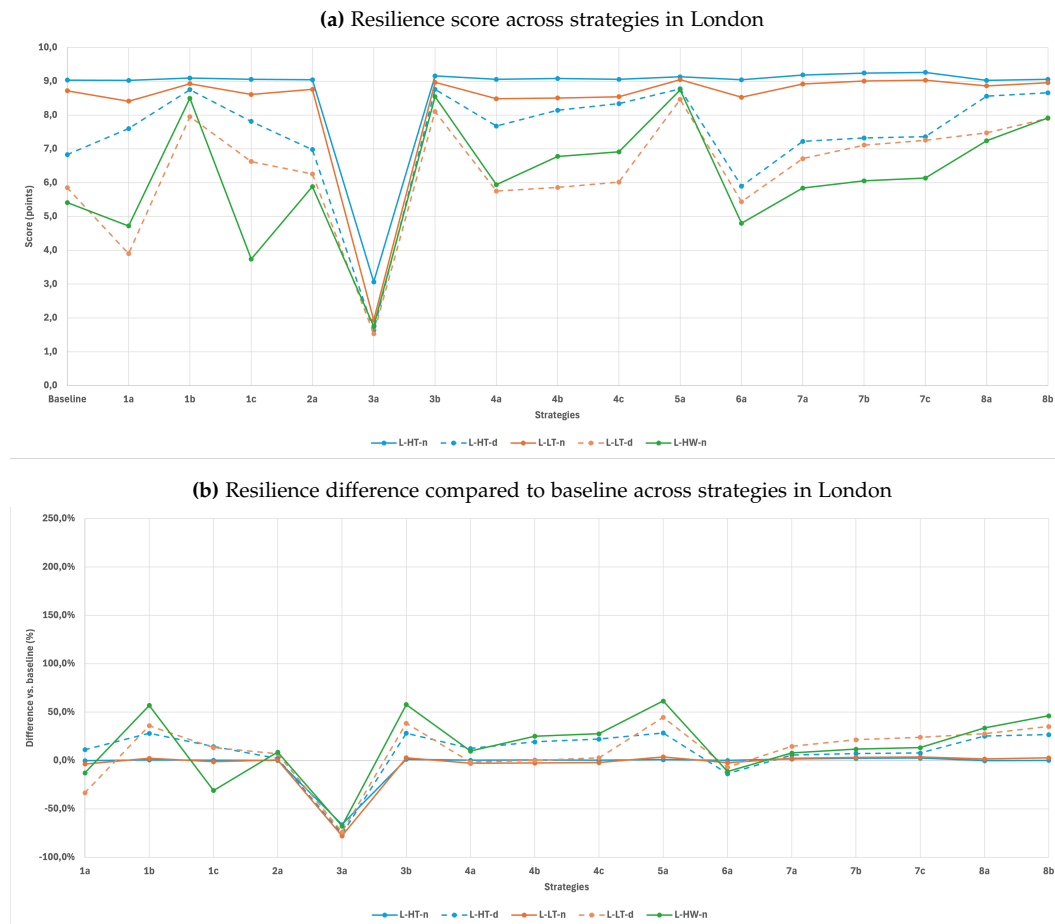 (a) Resilience score across strategies in London
10,0
9,0
8,0
7,0
6,0
5,0
4,0
3,0
2,0
1,0
0,0
Score (points)
Baseline 1a 1b 1c 2a 3a 3b 4a 4b 4c 5a 6a 7a 7b 7c 8a 8b
Strategies
L-HT-n L-HT-d L-LT-n L-LT-d L-HW-n
(b) Resilience difference compared to baseline across strategies in London
250,0%
200,0%
150,0%
100,0%
50,0%
0,0%
-50,0%
-100,0%
Difference vs. baseline (%)
1a 1b 1c 2a 3a 3b 4a 4b 4c 5a 6a 7a 7b 7c 8a 8b
Strategies
L-HT-n L-HT-d L-LT-n L-LT-d L-HW-n